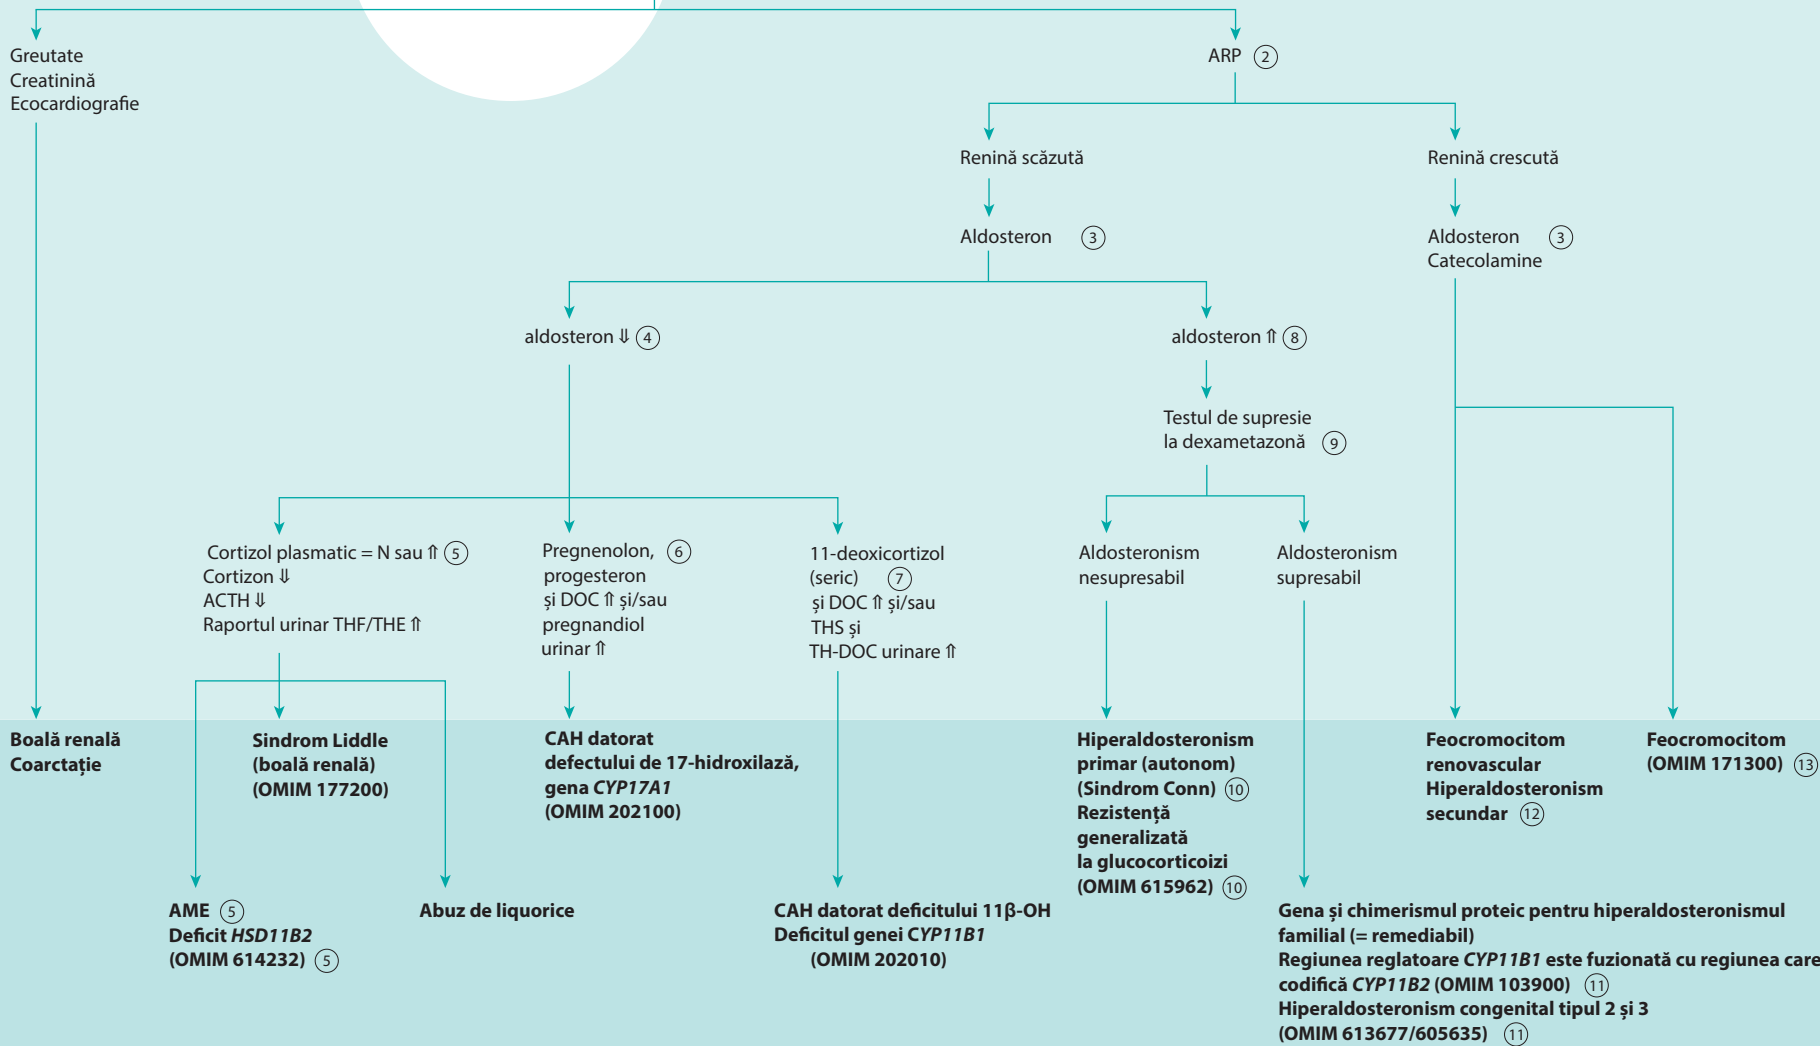 Greutate
Creatinină
Ecocardiografie
ARP ②
Renină scăzută
Renină crescută
Aldosteron ③
Aldosteron ③
Catecolamine
aldosteron ⇓ ④
aldosteron ⇑ ⑧
Testul de supresie
la dexametazonă ⑨
Cortizol plasmatic = N sau ⇑ ⑤
Cortizon ⇓
ACTH ⇓
Raportul urinar THF/THE ⇑
Pregnenolon, ⑥
progesteron
și DOC ⇑ și/sau
pregnandiol
urinar ⇑
11-deoxicortizol
(seric) ⑦
și DOC ⇑ și/sau
THS și
TH-DOC urinare ⇑
Aldosteronism
nesupresabil
Aldosteronism
supresabil
Boală renală
Coarctație
Sindrom Liddle
(boală renală)
(OMIM 177200)
CAH datorat
defectului de 17-hidroxilază,
gena CYP17A1
(OMIM 202100)
Hiperaldosteronism
primar (autonom)
(Sindrom Conn) ⑩
Rezistență
generalizată
la glucocorticoizi
(OMIM 615962) ⑩
Feocromocitom
renovascular
Hiperaldosteronism
secundar ⑫
Feocromocitom
(OMIM 171300) ⑬
AME ⑤
Deficit HSD11B2
(OMIM 614232) ⑤
Abuz de liquorice
CAH datorat deficitului 11β-OH
Deficitul genei CYP11B1
(OMIM 202010)
Gena și chimerismul proteic pentru hiperaldosteronismul
familial (= remediabil)
Regiunea reglatoare CYP11B1 este fuzionată cu regiunea care
codifică CYP11B2 (OMIM 103900) ⑪
Hiperaldosteronism congenital tipul 2 și 3
(OMIM 613677/605635) ⑪